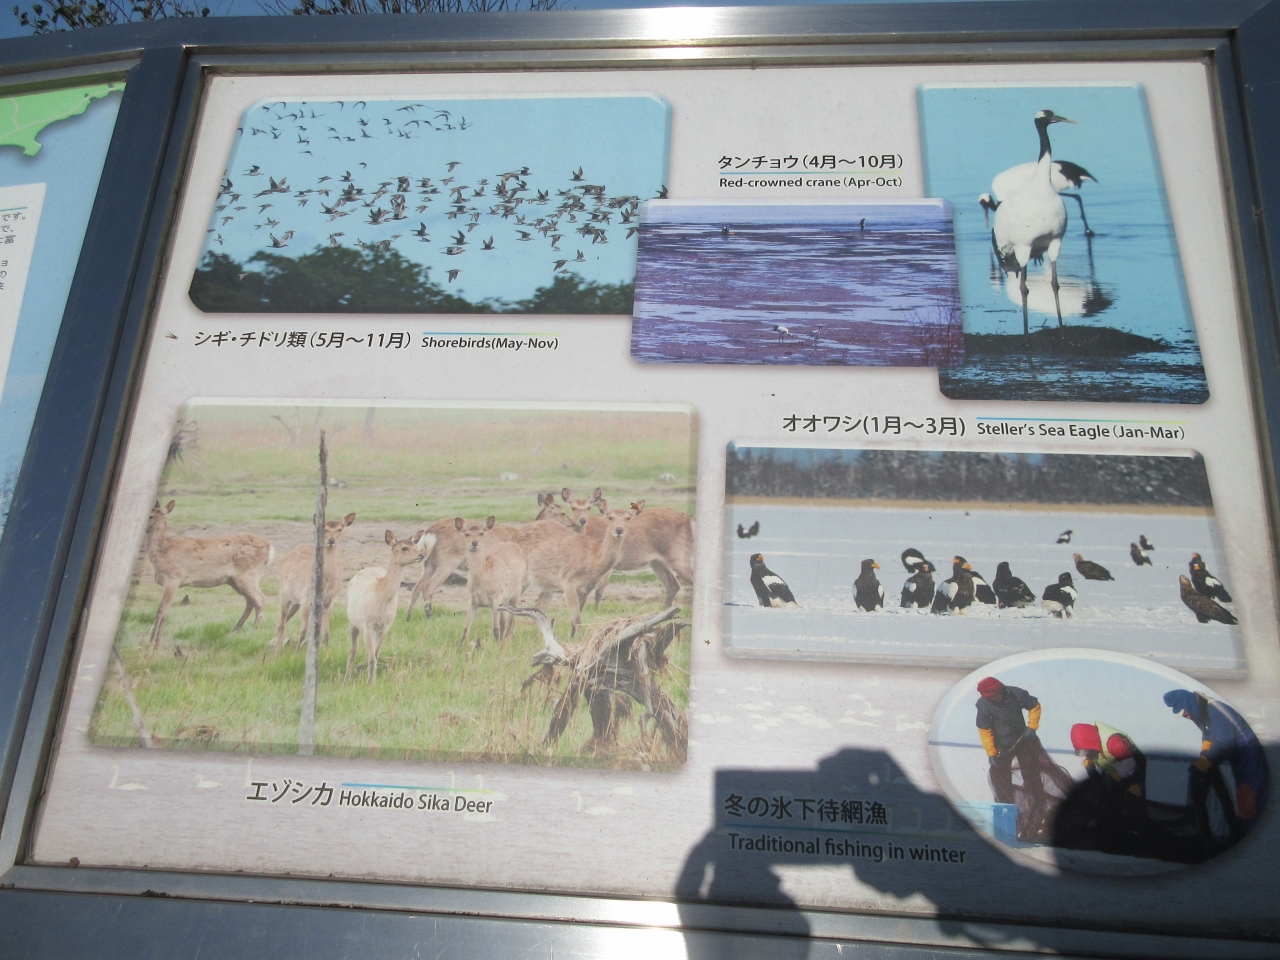 タンチョウ(4月～10月)
Red-crowned crane(Apr-Oct)
シギ・チドリ類(5月～11月) Shorebirds(May-Nov)
オオワシ(1月～3月) Steller's Sea Eagle(Jan-Mar)
エゾシカ Hokkaido Sika Deer
冬の氷下待網漁
Traditional fishing in winter
です。
で、